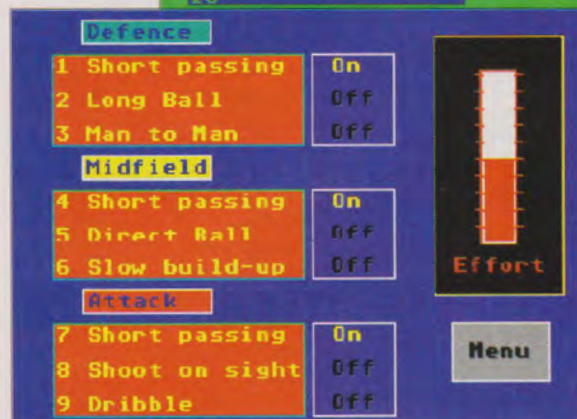 Defence
1 Short passing On
2 Long Ball Off
3 Man to Man Off
Midfield
4 Short passing On
5 Direct Ball Off
6 Slow build-up Off
Effort
Attack
7 Short passing On
8 Shoot on sight Off
9 Dribble Off
Menu